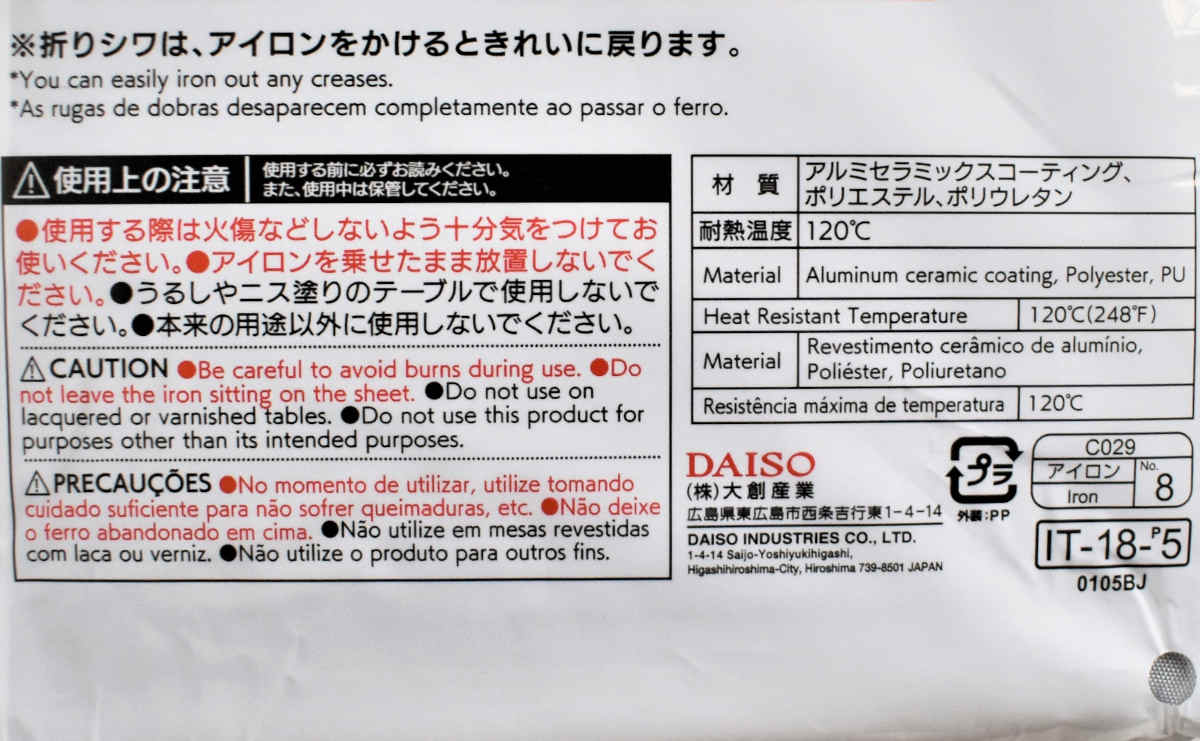 ※折りシワは、アイロンをかけるときれいに戻ります。
*You can easily iron out any creases.
*As rugas de dobras desaparecem completamente ao passar o ferro.
⚠使用上の注意
使用する前に必ずお読みください。
また、使用中は保管してください。
●使用する際は火傷などしないよう十分気をつけてお
使いください。●アイロンを乗せたまま放置しないでく
ださい。●うるしやニス塗りのテーブルで使用しないで
ください。●本来の用途以外に使用しないでください。
⚠CAUTION ●Be careful to avoid burns during use. ●Do
not leave the iron sitting on the sheet. ●Do not use on
lacquered or varnished tables. ●Do not use this product for
purposes other than its intended purposes.
⚠PRECAUÇÕES ●No momento de utilizar, utilize tomando
cuidado suficiente para não sofrer queimaduras, etc. ●Não deixe
o ferro abandonado em cima. ●Não utilize em mesas revestidas
com laca ou verniz. ●Não utilize o produto para outros fins.
材 質 アルミセラミックスコーティング、
ポリエステル、ポリウレタン
耐熱温度 120℃
Material Aluminum ceramic coating, Polyester, PU
Heat Resistant Temperature 120℃(248℉)
Material Revestimento cerâmico de alumínio,
Poliéster, Poliuretano
Resistência máxima de temperatura 120℃
DAISO
(株)大創産業
広島県東広島市西条吉行東1-4-14
DAISO INDUSTRIES CO., LTD.
1-4-14 Saijo-Yoshiyukihigashi,
Higashihiroshima-City, Hiroshima 739-8501 JAPAN
プラ
外装:PP
C029
アイロン
Iron
No.
8
IT-18-P5
0105BJ